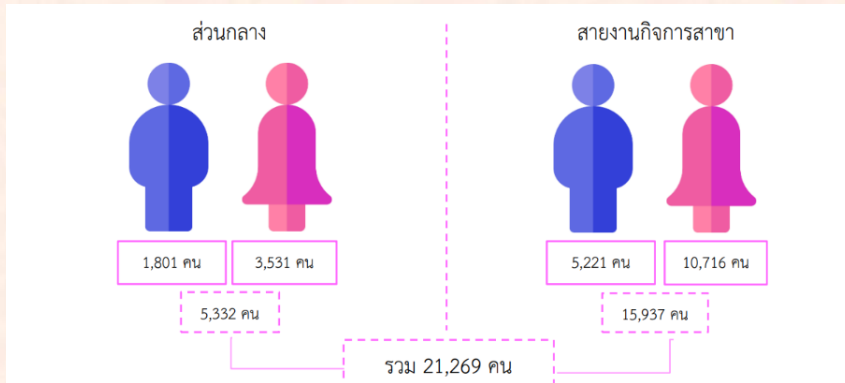 ส่วนกลาง
สายงานกิจการสาขา
1,801 คน
3,531 คน
5,221 คน
10,716 คน
5,332 คน
15,937 คน
รวม 21,269 คน